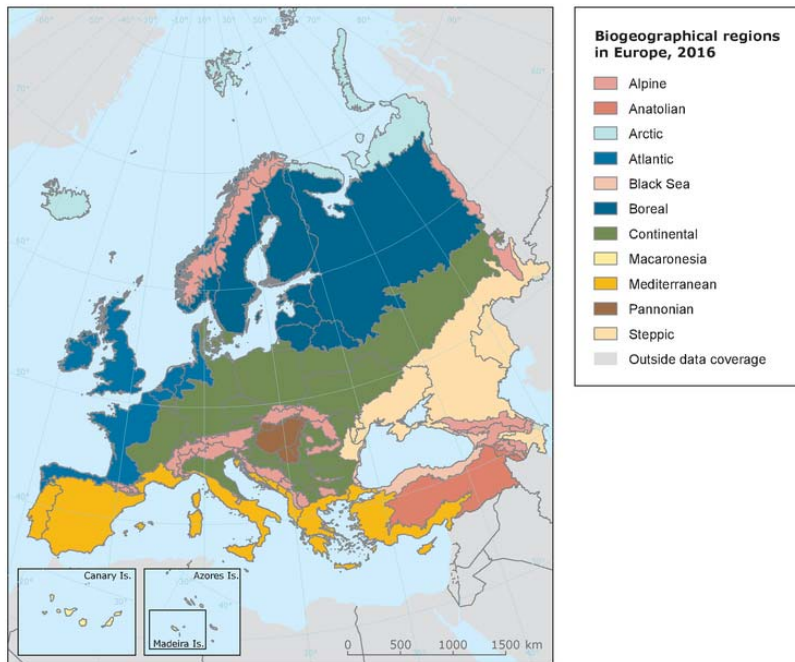 Biogeographical regions
in Europe, 2016
Alpine
Anatolian
Arctic
Atlantic
Black Sea
Boreal
Continental
Macaronesia
Mediterranean
Pannonian
Steppic
Outside data coverage
Canary Is.
Azores Is.
Madeira Is.
0 500 1000 1500 km